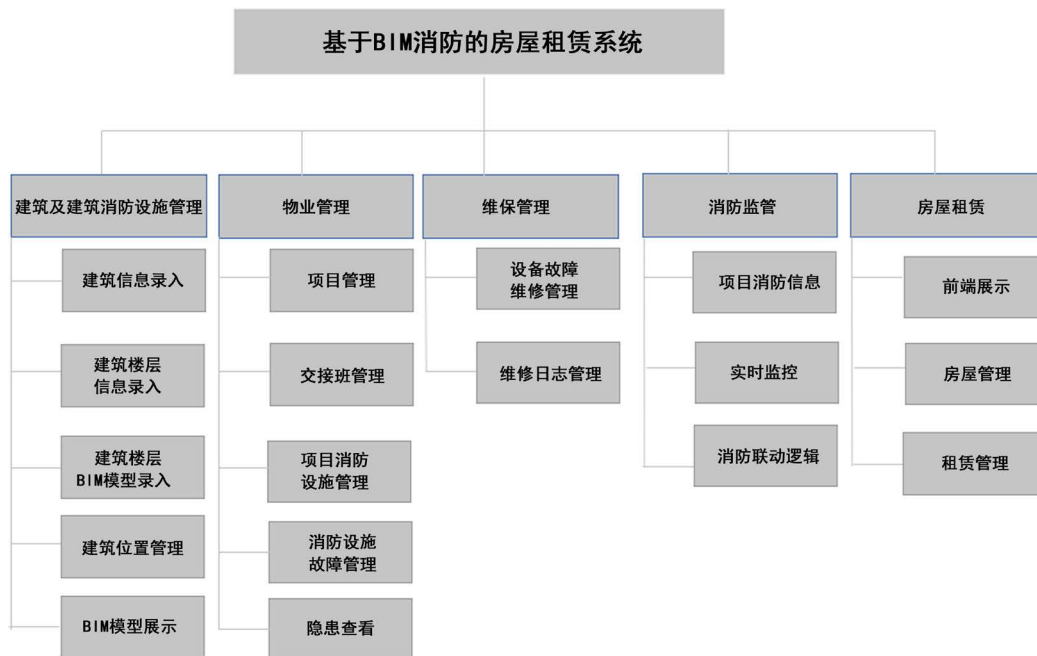 基于BIM消防的房屋租赁系统
建筑及建筑消防设施管理
物业管理
维保管理
消防监管
房屋租赁
建筑信息录入
建筑楼层
信息录入
建筑楼层
BIM模型录入
建筑位置管理
BIM模型展示
项目管理
交接班管理
项目消防
设施管理
消防设施
故障管理
隐患查看
设备故障
维修管理
维修日志管理
项目消防信息
实时监控
消防联动逻辑
前端展示
房屋管理
租赁管理